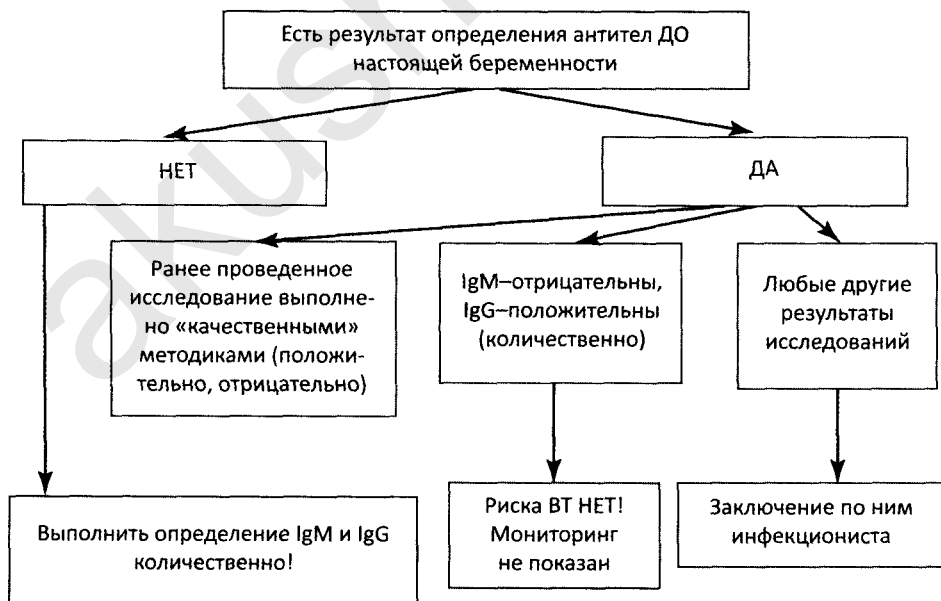 Есть результат определения антител ДО
настоящей беременности
НЕТ
ДА
Ранее проведенное
исследование выполне-
но «качественными»
методиками (положи-
тельно, отрицательно)
IgM–отрицательны,
IgG–положительны
(количественно)
Любые другие
результаты
исследований
Выполнить определение IgM и IgG
количественно!
Риска ВТ НЕТ!
Мониторинг
не показан
Заключение по ним
инфекциониста
akush